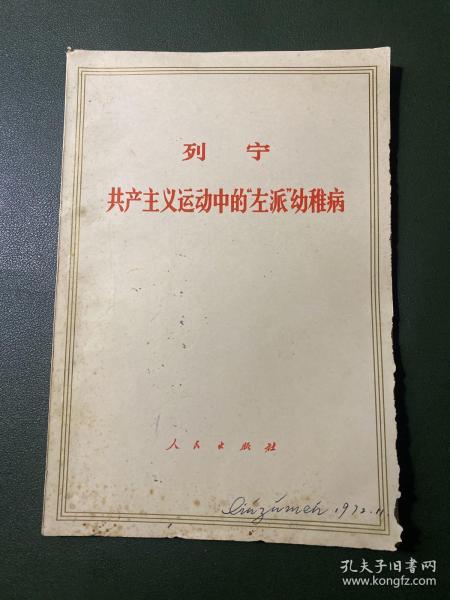 列宁
共产主义运动中的“左派”幼稚病
人民出版社
1972.11
孔夫子旧书网
www.kongfz.com